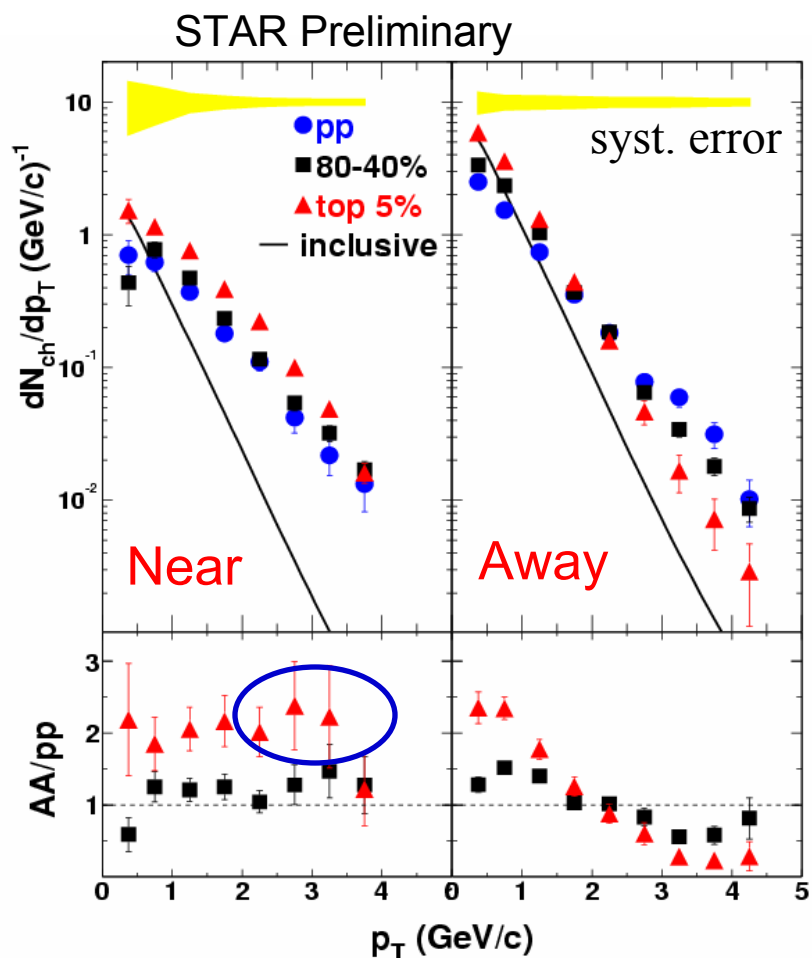 STAR Preliminary
dN_ch/dp_T (GeV/c)^-1
10
1
10^-1
10^-2
pp
80-40%
top 5%
inclusive
syst. error
Near
Away
AA/pp
3
2
1
0 1 2 3 4 0 1 2 3 4 5
p_T (GeV/c)